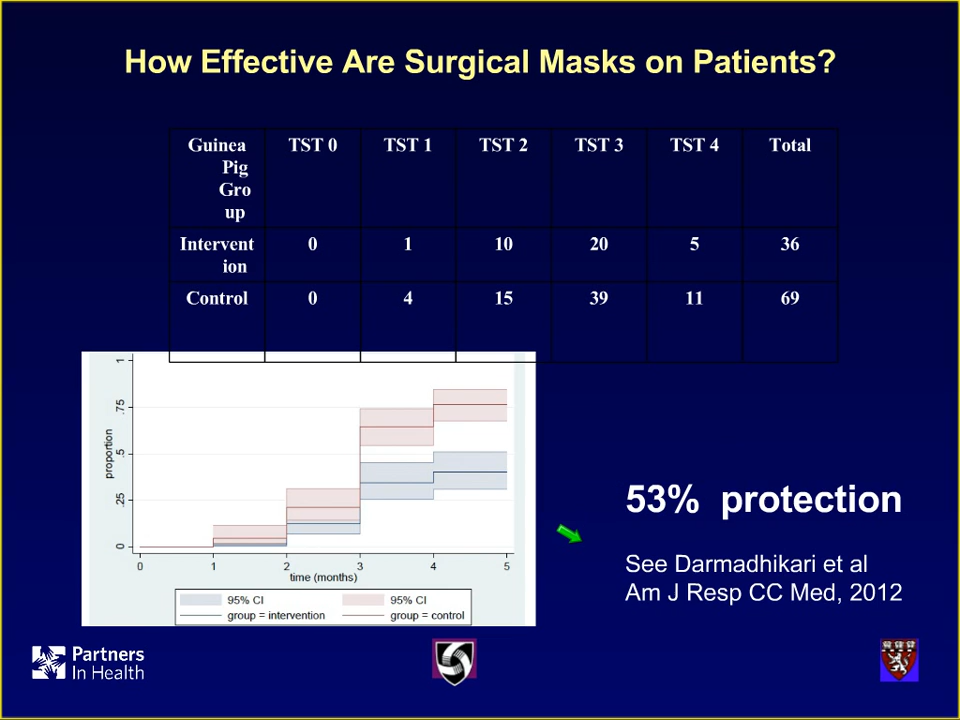 How Effective Are Surgical Masks on Patients?
Guinea Pig Gro up TST 0 TST 1 TST 2 TST 3 TST 4 Total
Intervent ion 0 1 10 20 5 36
Control 0 4 15 39 11 69
1
.75
.5
.25
0
proportion
0 1 2 3 4 5
time (months)
95% CI 95% CI
group = intervention group = control
53% protection
See Darmadhikari et al
Am J Resp CC Med, 2012
Partners
In Health